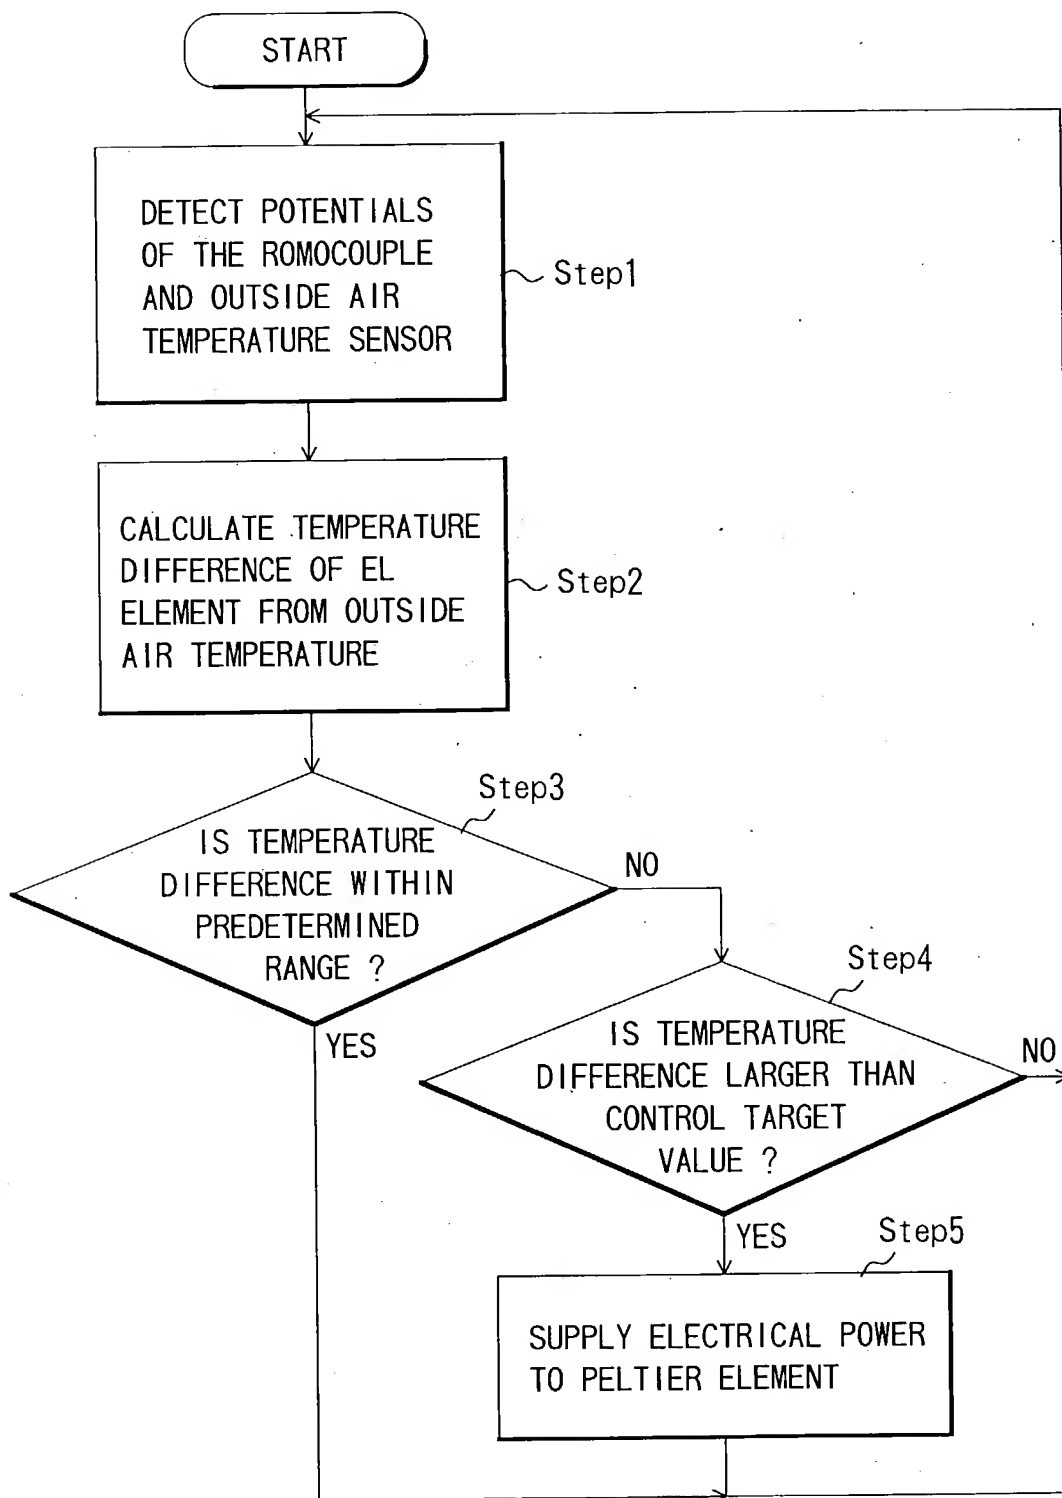 START
DETECT POTENTIALS
OF THE ROMOCOUPLE
AND OUTSIDE AIR
TEMPERATURE SENSOR
Step1
CALCULATE TEMPERATURE
DIFFERENCE OF EL
ELEMENT FROM OUTSIDE
AIR TEMPERATURE
Step2
Step3
IS TEMPERATURE
DIFFERENCE WITHIN
PREDETERMINED
RANGE ?
NO
YES
Step4
IS TEMPERATURE
DIFFERENCE LARGER THAN
CONTROL TARGET
VALUE ?
NO
YES
Step5
SUPPLY ELECTRICAL POWER
TO PELTIER ELEMENT